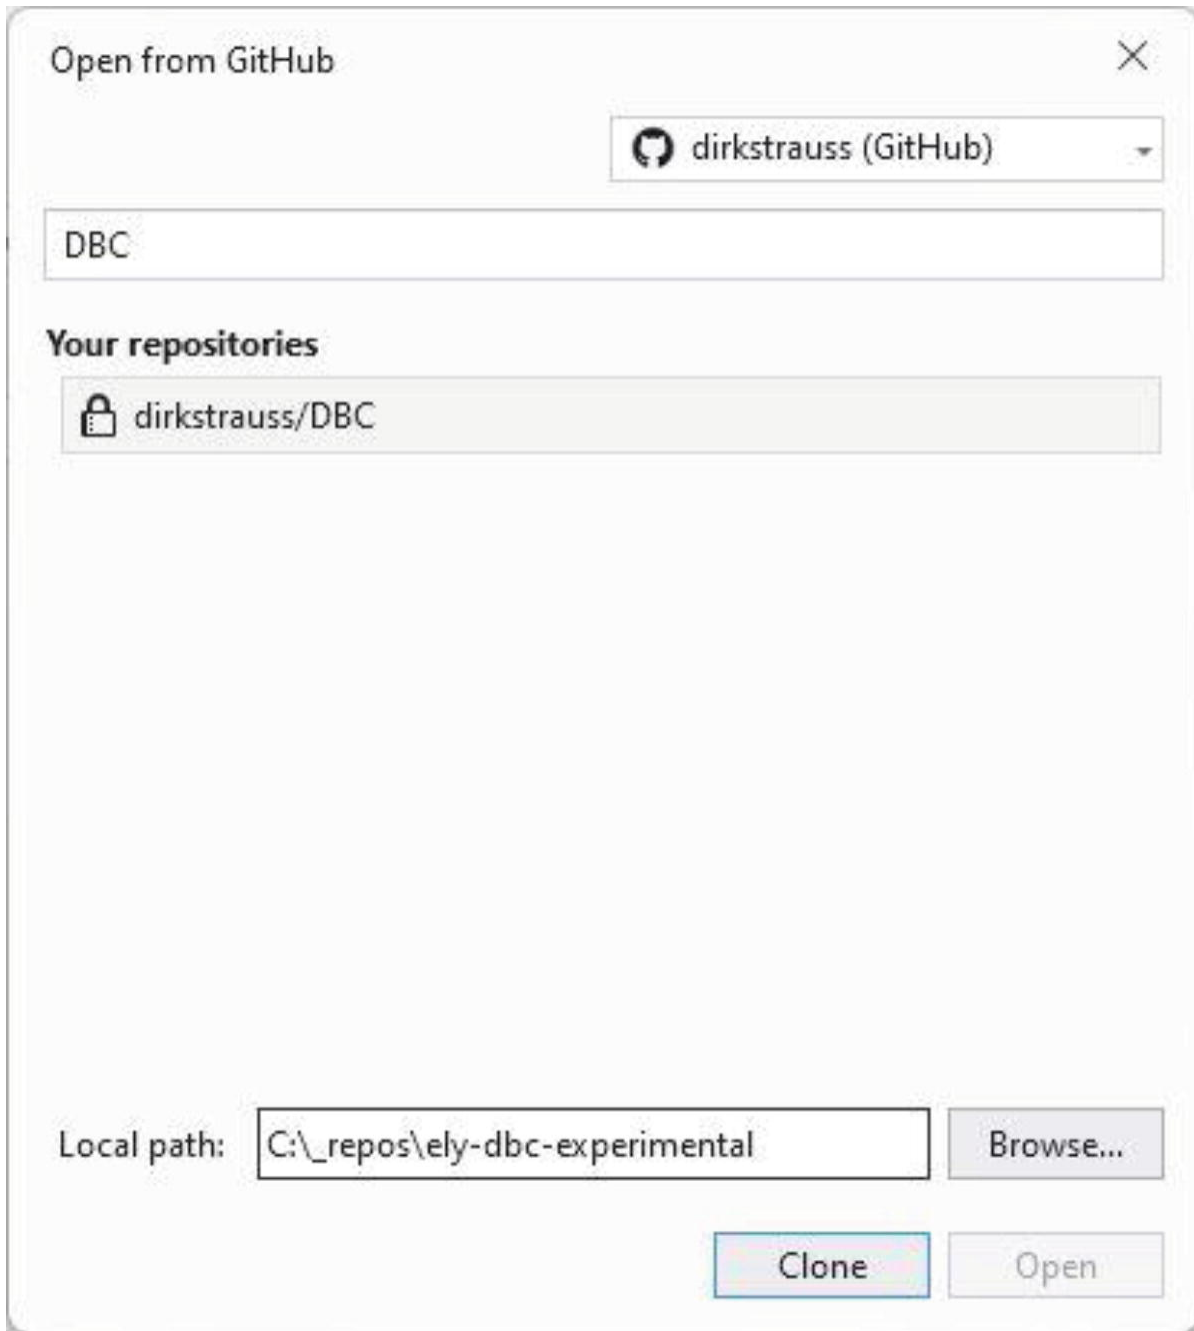 Open from GitHub
dirkstrauss (GitHub)
DBC
Your repositories
dirkstrauss/DBC
Local path: C:\_repos\ely-dbc-experimental Browse...
Clone Open